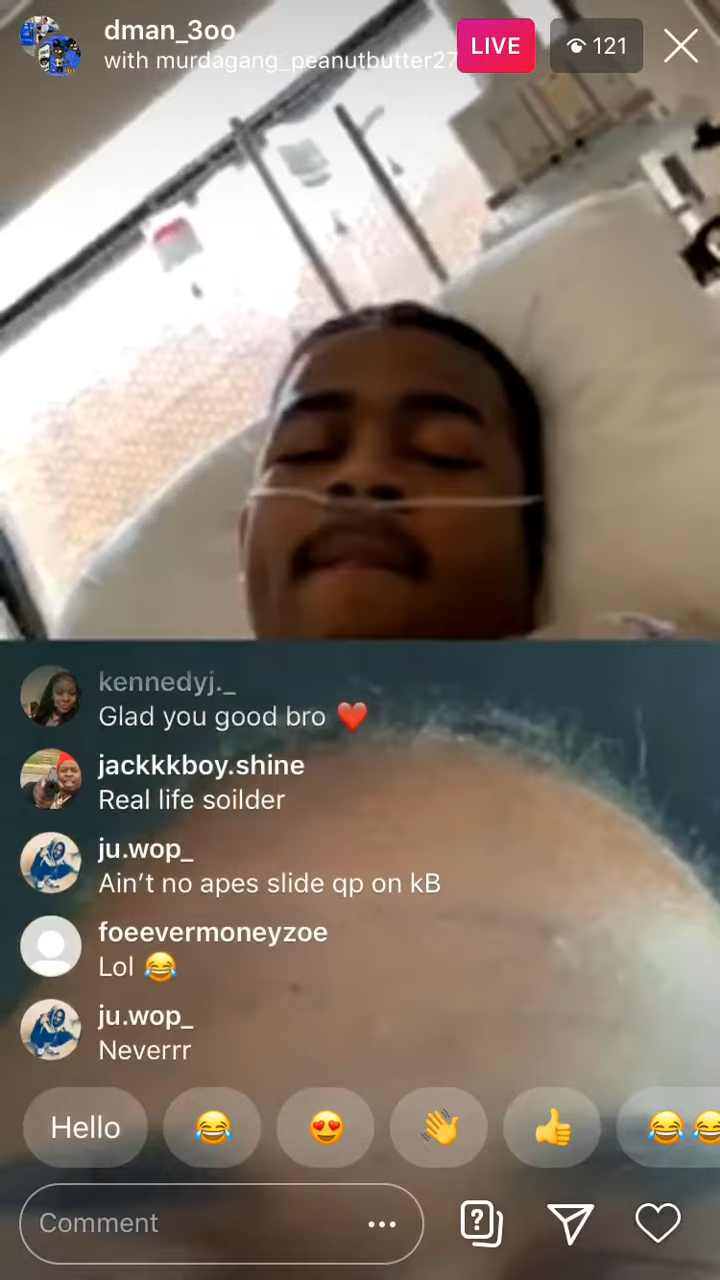 dman_3oo
with murdagang_peanutbutter27
LIVE
121
kennedyj._
Glad you good bro ❤️
jackkkboy.shine
Real life soilder
ju.wop_
Ain't no apes slide qp on kB
foeevermoneyzoe
Lol 😂
ju.wop_
Neverrr
Hello 😂 😍 👋 👍 😂😂
Comment